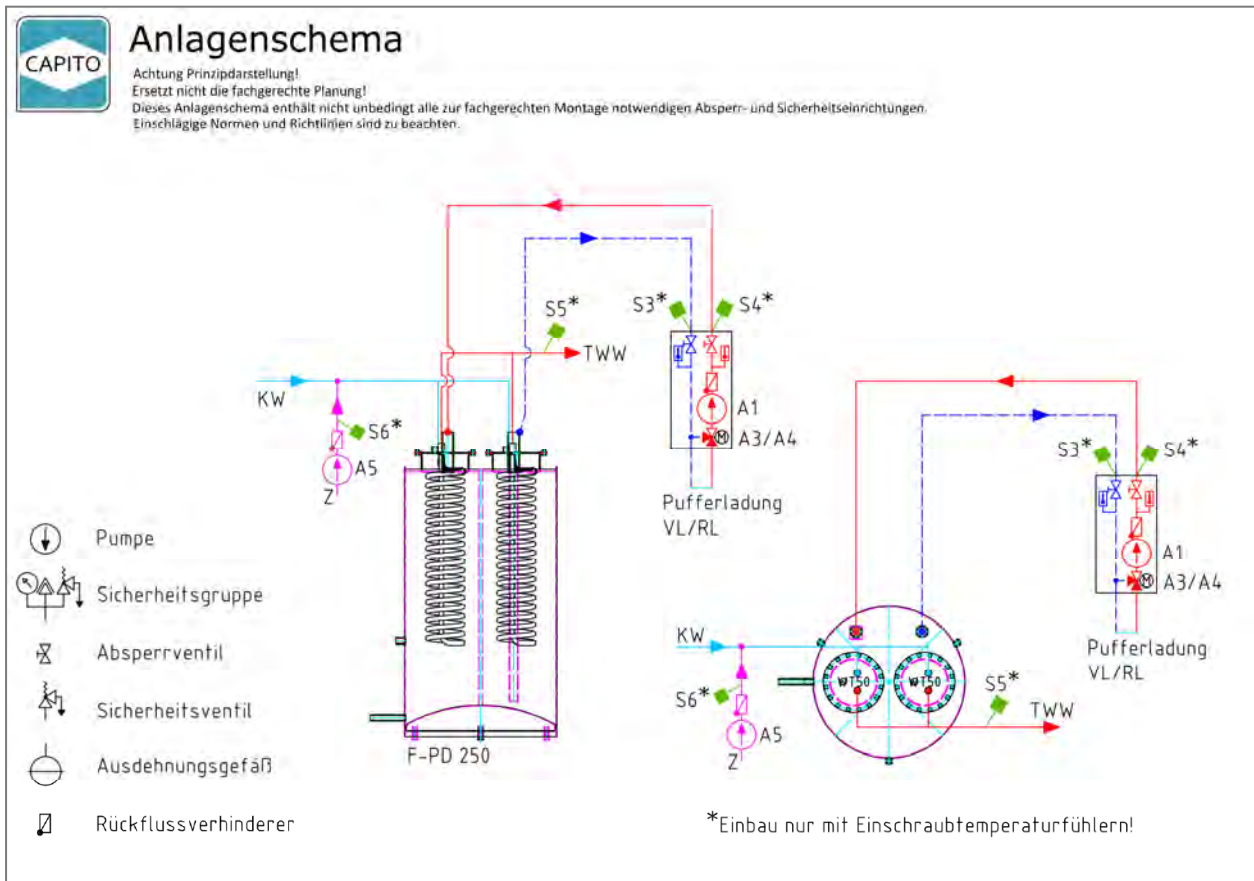 CAPITO
Anlagenschema
Achtung Prinzipdarstellung!
Ersetzt nicht die fachgerechte Planung!
Dieses Anlagenschema enthält nicht unbedingt alle zur fachgerechten Montage notwendigen Absperr- und Sicherheitseinrichtungen.
Einschlägige Normen und Richtlinien sind zu beachten.
S3*
S4*
S5*
TWW
KW
A1
S6*
M
A3/A4
A5
Z
Pufferladung
VL/RL
F-PD 250
S3*
S4*
A1
M
A3/A4
KW
Pufferladung
VL/RL
WT50
WT50
S6*
S5*
TWW
A5
Z
Pumpe
Sicherheitsgruppe
Absperrventil
Sicherheitsventil
Ausdehnungsgefäß
Rückflussverhinderer
*Einbau nur mit Einschraubtemperaturfühlern!